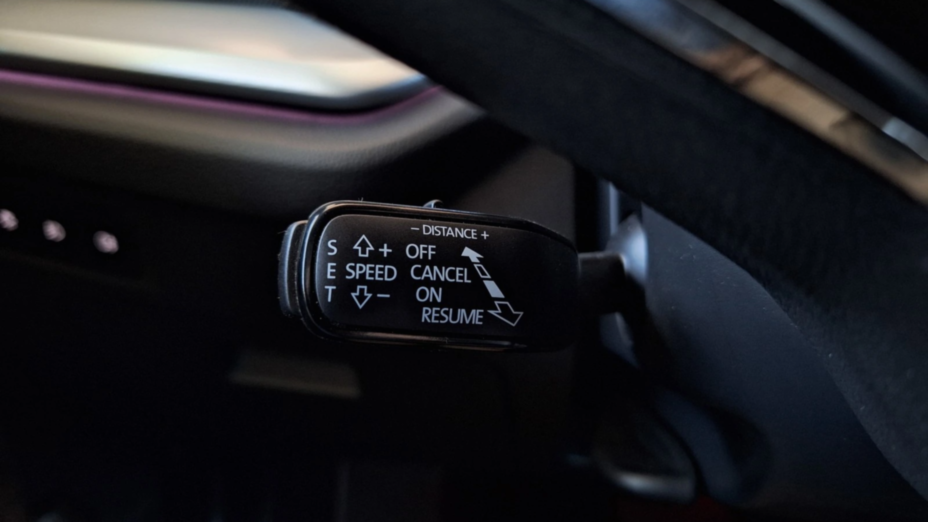 - DISTANCE +
S + OFF
E SPEED CANCEL
T - ON
RESUME